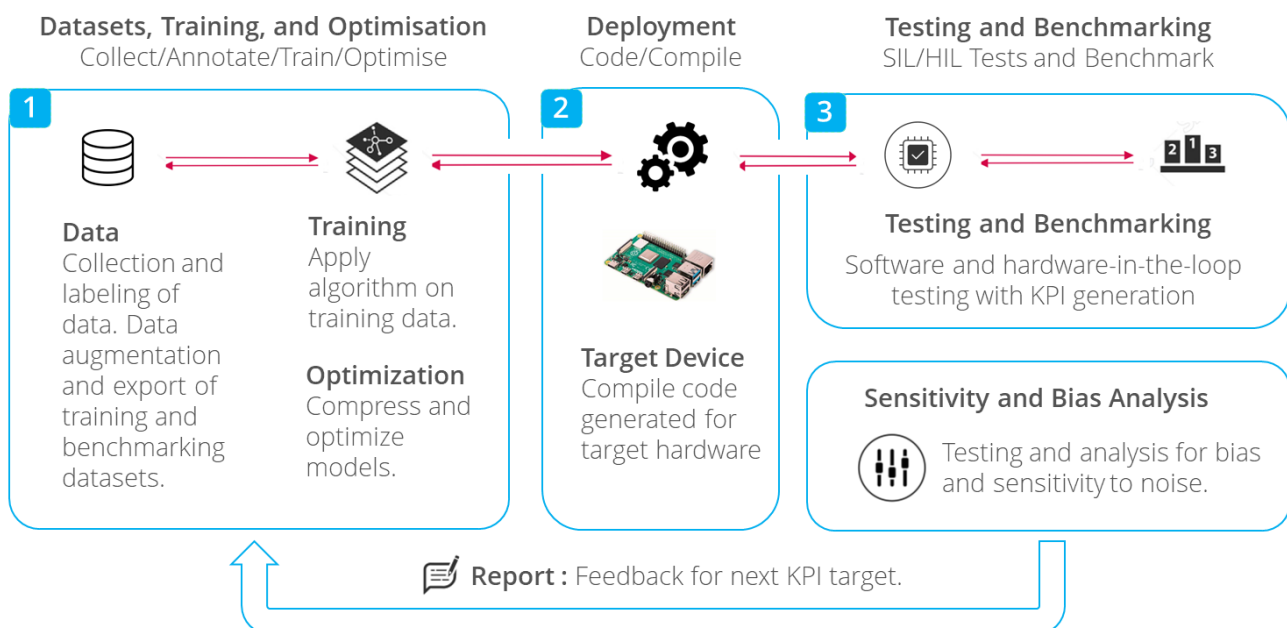 Datasets, Training, and Optimisation
Collect/Annotate/Train/Optimise
Deployment
Code/Compile
Testing and Benchmarking
SIL/HIL Tests and Benchmark
1
Data
Collection and
labeling of
data. Data
augmentation
and export of
training and
benchmarking
datasets.
Training
Apply
algorithm on
training data.
Optimization
Compress and
optimize
models.
2
Target Device
Compile code
generated for
target hardware
3
2 1 3
Testing and Benchmarking
Software and hardware-in-the-loop
testing with KPI generation
Sensitivity and Bias Analysis
Testing and analysis for bias
and sensitivity to noise.
Report : Feedback for next KPI target.